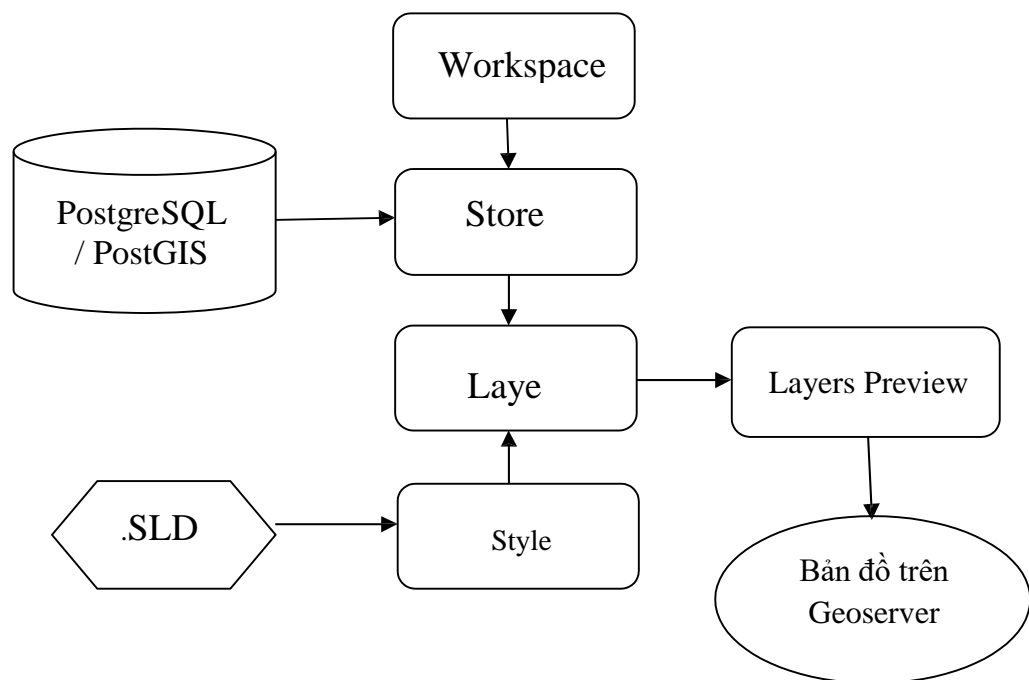 Workspace
PostgreSQL
/ PostGIS
Store
Laye
Layers Preview
.SLD
Style
Bản đồ trên
Geoserver